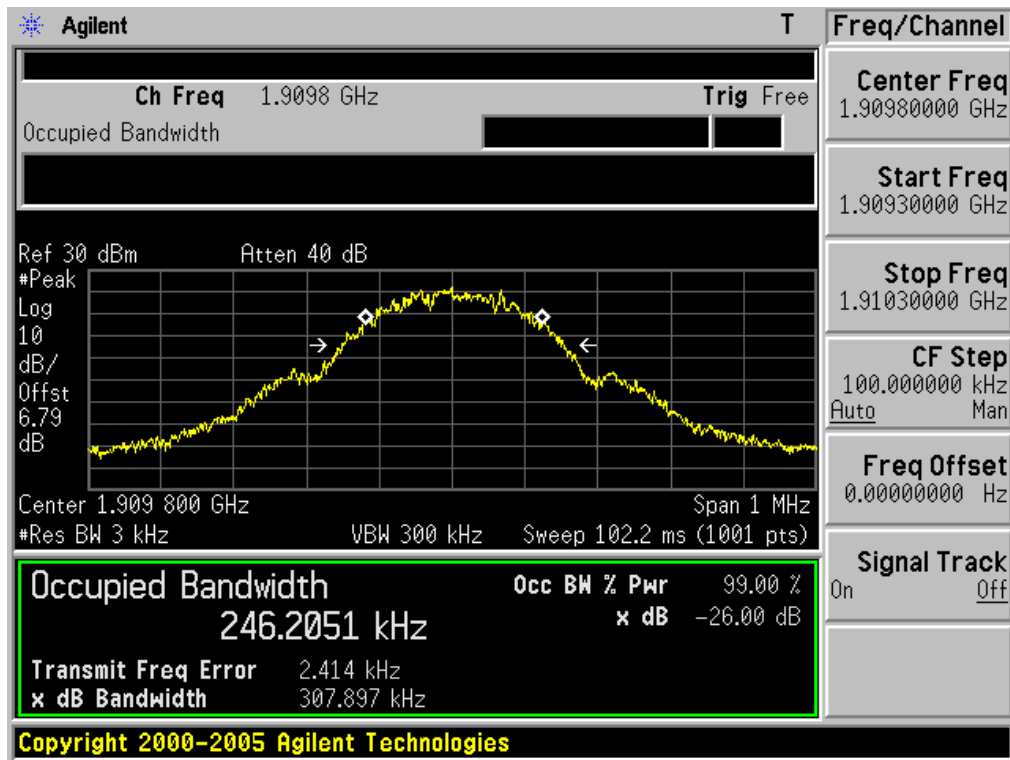 Agilent T
Ch Freq 1.9098 GHz Trig Free
Occupied Bandwidth
Ref 30 dBm Atten 40 dB
#Peak
Log
10
dB/
Offst
6.79
dB
Center 1.909 800 GHz Span 1 MHz
#Res BW 3 kHz VBW 300 kHz Sweep 102.2 ms (1001 pts)
Occupied Bandwidth Occ BW % Pwr 99.00 %
246.2051 kHz x dB -26.00 dB
Transmit Freq Error 2.414 kHz
x dB Bandwidth 307.897 kHz
Copyright 2000-2005 Agilent Technologies
Freq/Channel
Center Freq
1.90980000 GHz
Start Freq
1.90930000 GHz
Stop Freq
1.91030000 GHz
CF Step
100.000000 kHz
Auto Man
Freq Offset
0.00000000 Hz
Signal Track
On Off